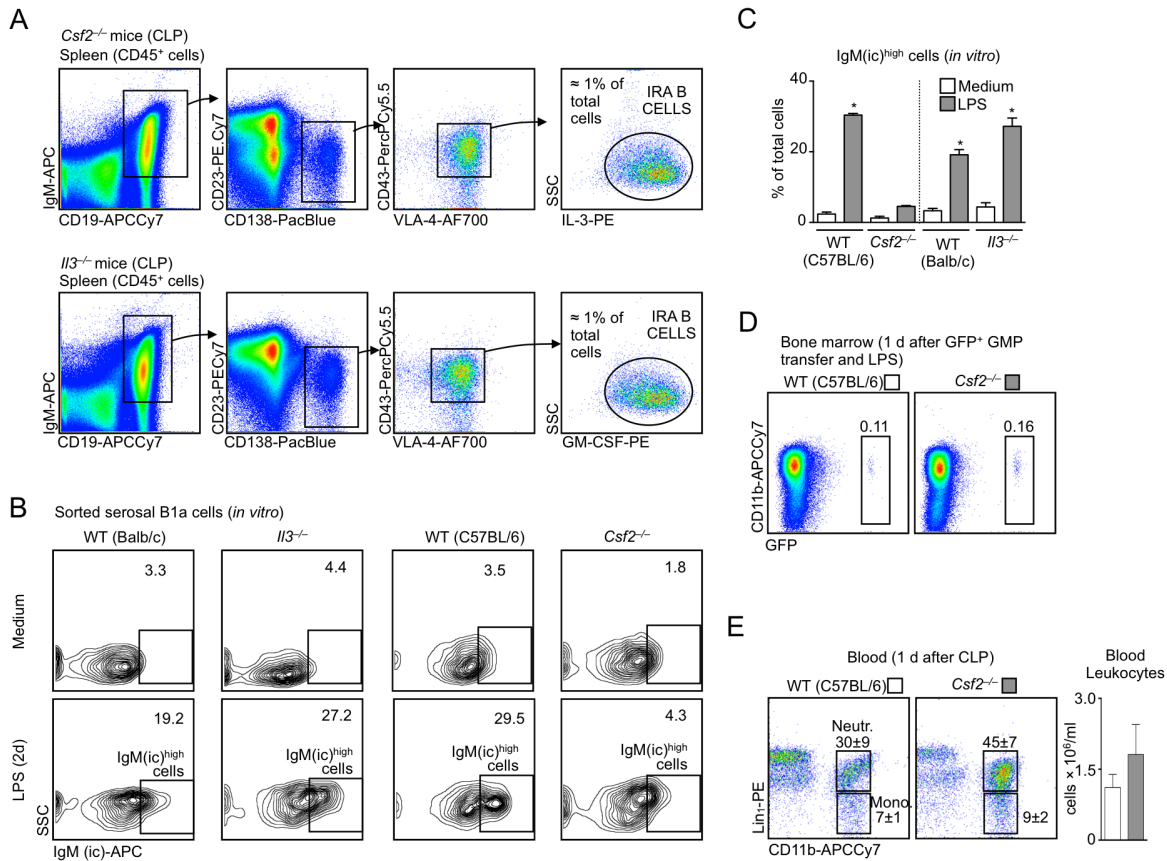 A
Csf2–/– mice (CLP)
Spleen (CD45+ cells)
IgM-APC
CD19-APCCy7
CD23-PE.Cy7
CD138-PacBlue
CD43-PercPCy5.5
VLA-4-AF700
≈ 1% of
total
cells
IRA B
CELLS
SSC
IL-3-PE
Il3–/– mice (CLP)
Spleen (CD45+ cells)
IgM-APC
CD19-APCCy7
CD23-PECy7
CD138-PacBlue
CD43-PercPCy5.5
VLA-4-AF700
≈ 1% of
total
cells
IRA B
CELLS
SSC
GM-CSF-PE
B
Sorted serosal B1a cells (in vitro)
WT (Balb/c)
Il3–/–
WT (C57BL/6)
Csf2–/–
Medium
3.3
4.4
3.5
1.8
LPS (2d)
19.2
27.2
29.5
4.3
IgM(ic)high
cells
IgM(ic)high
cells
IgM(ic)high
cells
IgM(ic)high
cells
SSC
IgM (ic)-APC
C
IgM(ic)high cells (in vitro)
Medium
LPS
% of total cells
40
20
0
*
*
*
WT
(C57BL/6)
Csf2–/–
WT
(Balb/c)
Il3–/–
D
Bone marrow (1 d after GFP+ GMP
transfer and LPS)
WT (C57BL/6)
Csf2–/–
0.11
0.16
CD11b-APCCy7
GFP
E
Blood (1 d after CLP)
WT (C57BL/6)
Csf2–/–
Neutr.
30±9
45±7
Mono.
7±1
9±2
Lin1-PE
CD11b-APCCy7
Blood
Leukocytes
cells × 10⁶/ml
3.0
1.5
0